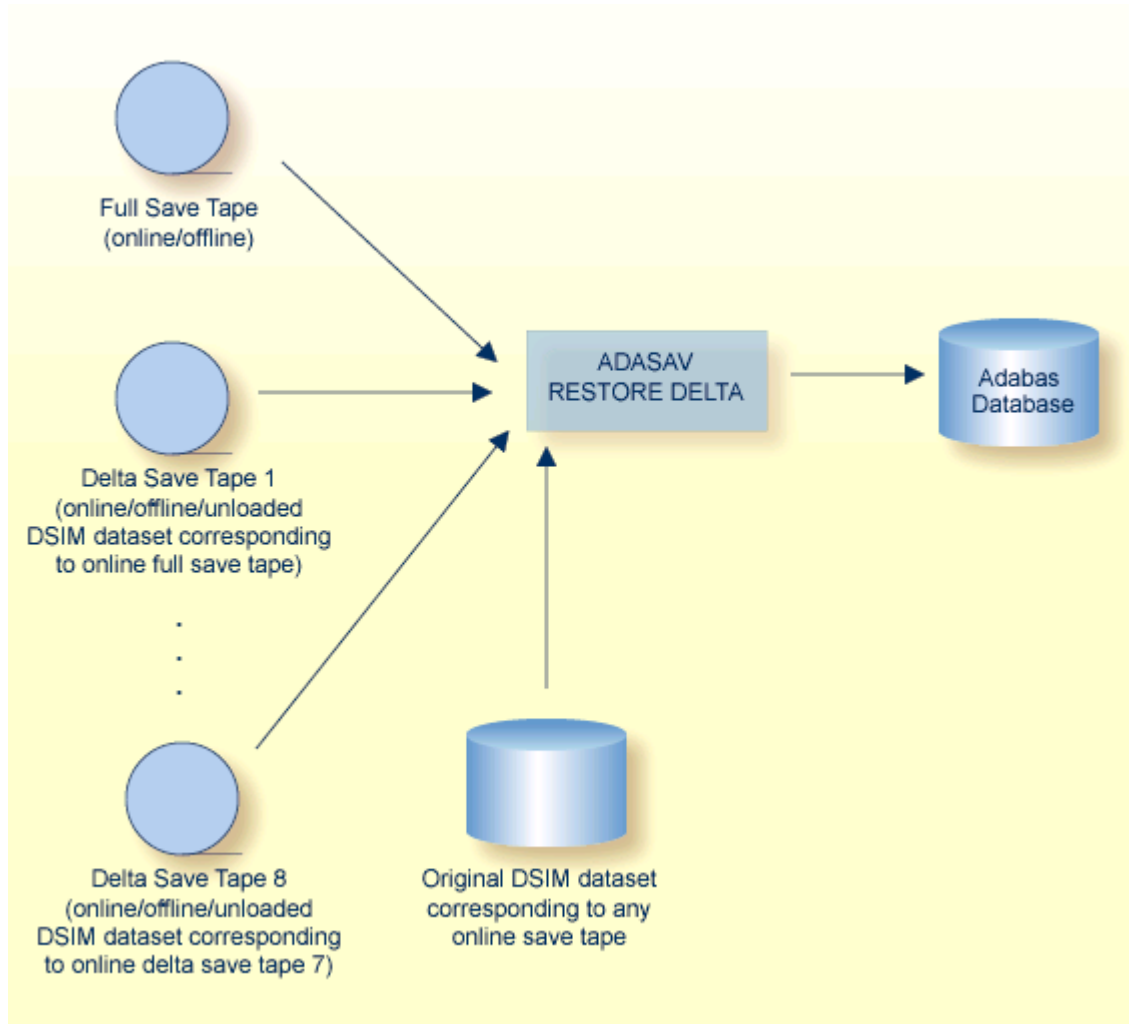 Full Save Tape
(online/offline)
ADASAV
RESTORE DELTA
Adabas
Database
Delta Save Tape 1
(online/offline/unloaded
DSIM dataset corresponding
to online full save tape)
.
.
.
Delta Save Tape 8
(online/offline/unloaded
DSIM dataset corresponding
to online delta save tape 7)
Original DSIM dataset
corresponding to any
online save tape